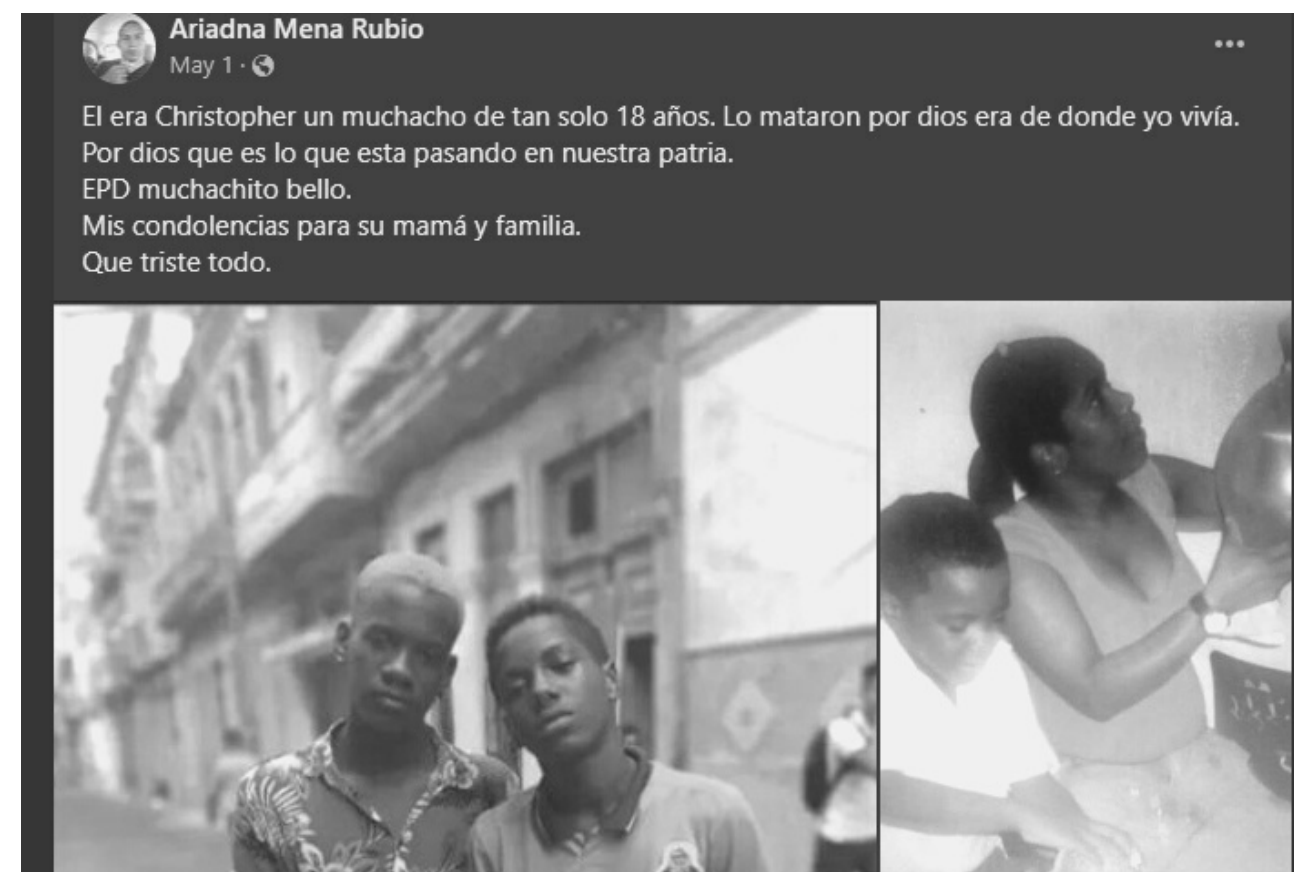 Ariadna Mena Rubio
May 1 ·
El era Christopher un muchacho de tan solo 18 años. Lo mataron por dios era de donde yo vivía.
Por dios que es lo que esta pasando en nuestra patria.
EPD muchachito bello.
Mis condolencias para su mamá y familia.
Que triste todo.